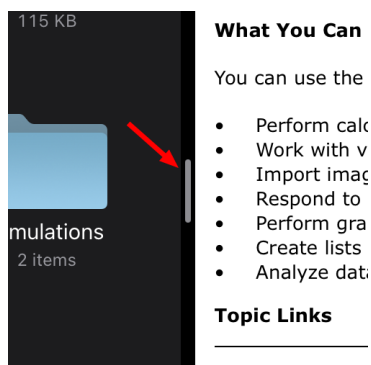 115 KB
mulations
2 items
What You Can
You can use the
• Perform calc
• Work with v
• Import imag
• Respond to
• Perform gra
• Create lists
• Analyze data
Topic Links